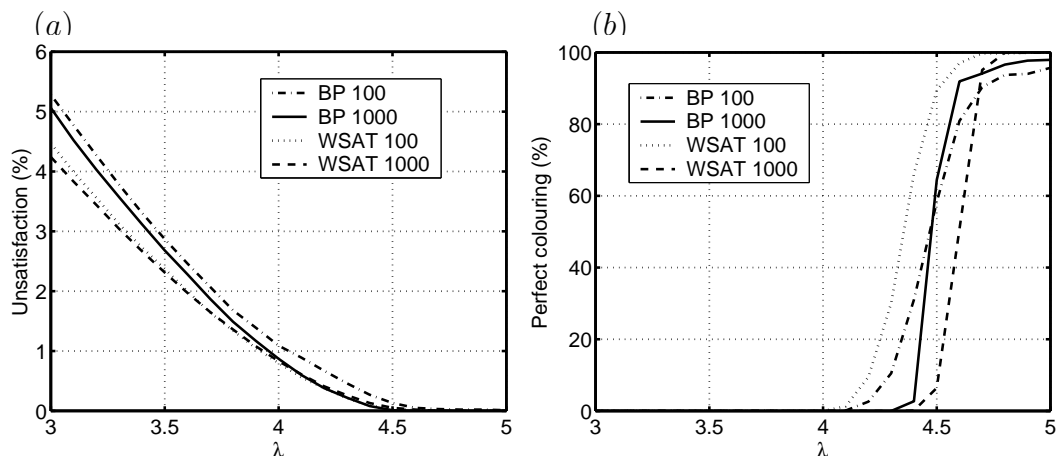 (a)
6
5
4
3
2
1
0
Unsatisfaction (%)
BP 100
BP 1000
WSAT 100
WSAT 1000
3 3.5 4 4.5 5
λ
(b)
100
80
60
40
20
0
Perfect colouring (%)
BP 100
BP 1000
WSAT 100
WSAT 1000
3 3.5 4 4.5 5
λ